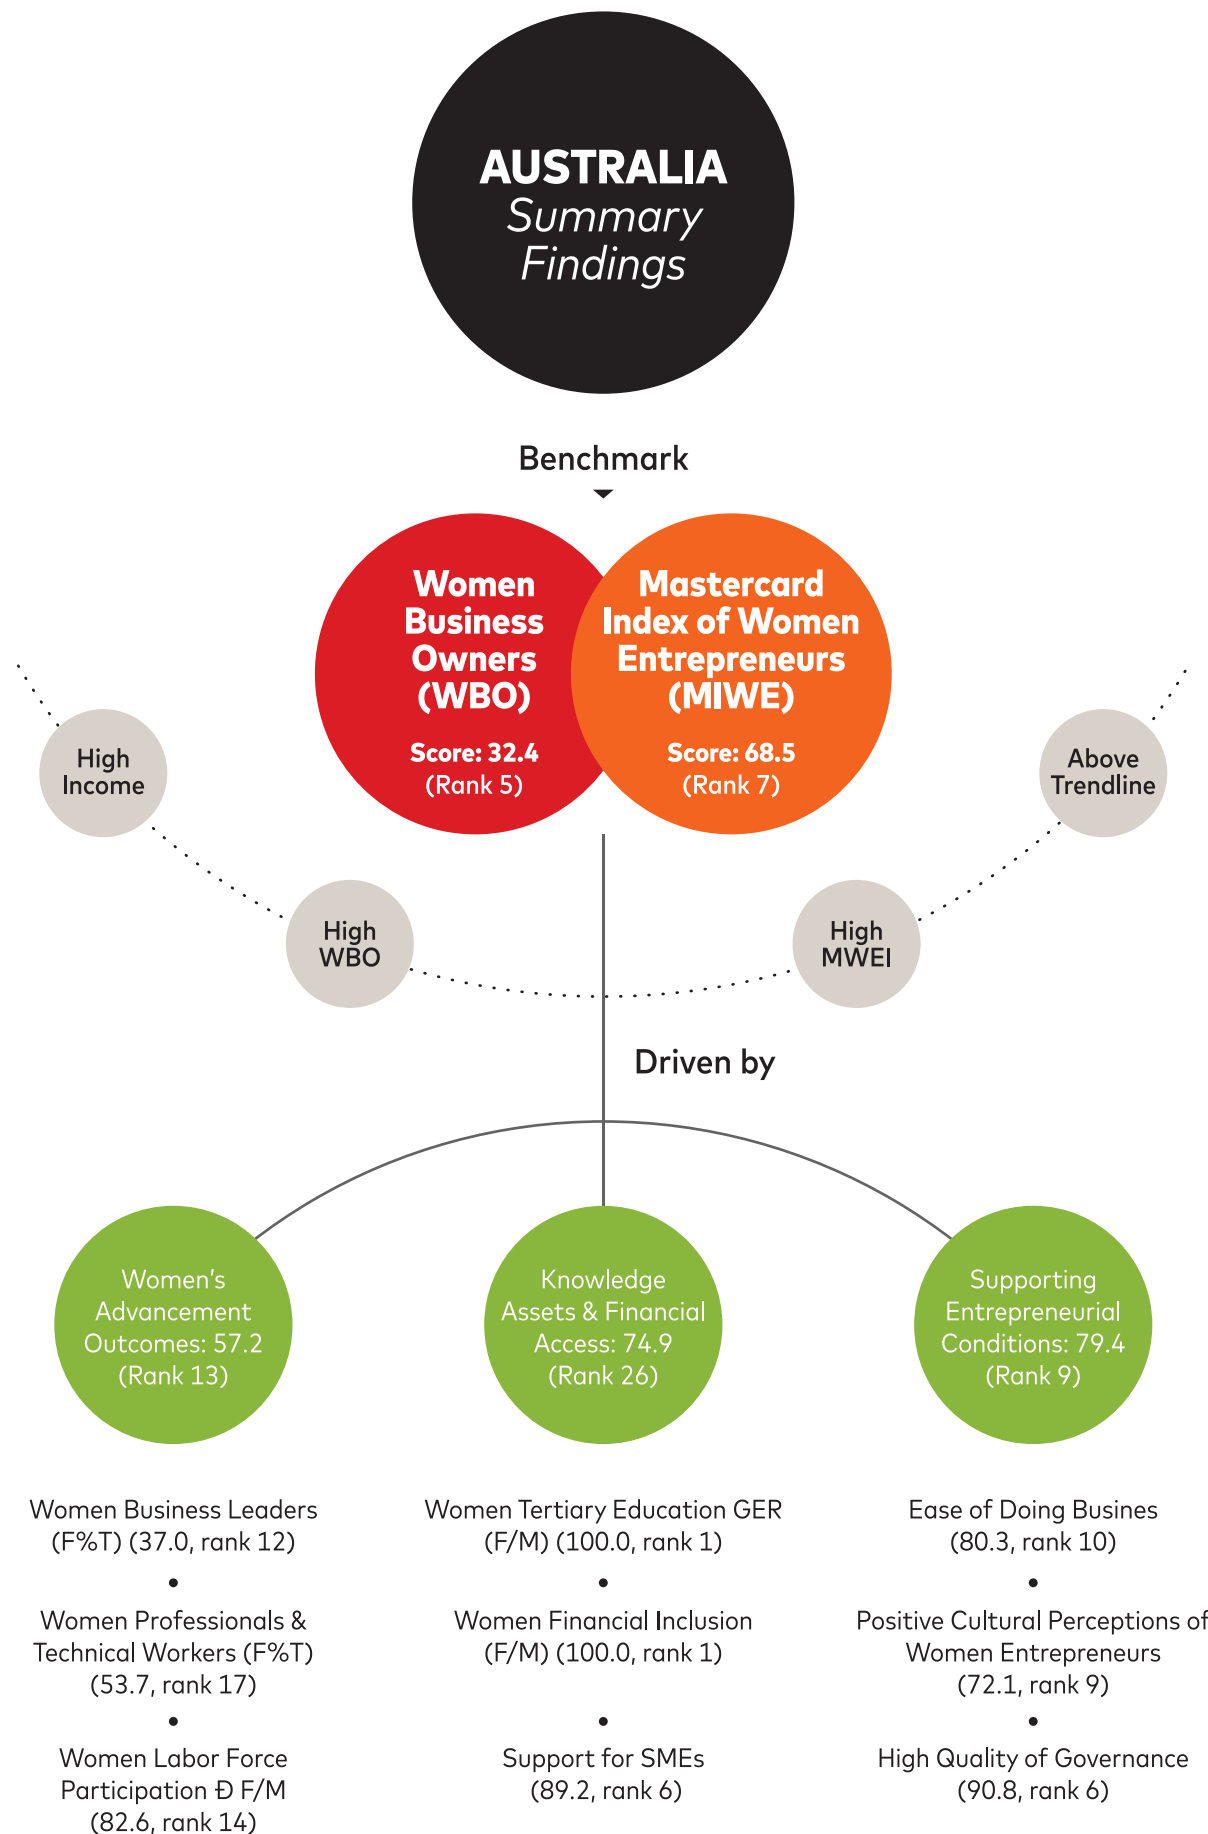 AUSTRALIA
Summary
Findings
Benchmark
Women
Business
Owners
(WBO)
Score: 32.4
(Rank 5)
Mastercard
Index of Women
Entrepreneurs
(MIWE)
Score: 68.5
(Rank 7)
High
Income
High
WBO
High
MWEI
Above
Trendline
Driven by
Women's
Advancement
Outcomes: 57.2
(Rank 13)
Knowledge
Assets & Financial
Access: 74.9
(Rank 26)
Supporting
Entrepreneurial
Conditions: 79.4
(Rank 9)
Women Business Leaders
(F%T) (37.0, rank 12)
•
Women Professionals &
Technical Workers (F%T)
(53.7, rank 17)
•
Women Labor Force
Participation Đ F/M
(82.6, rank 14)
Women Tertiary Education GER
(F/M) (100.0, rank 1)
•
Women Financial Inclusion
(F/M) (100.0, rank 1)
•
Support for SMEs
(89.2, rank 6)
Ease of Doing Busines
(80.3, rank 10)
•
Positive Cultural Perceptions of
Women Entrepreneurs
(72.1, rank 9)
•
High Quality of Governance
(90.8, rank 6)